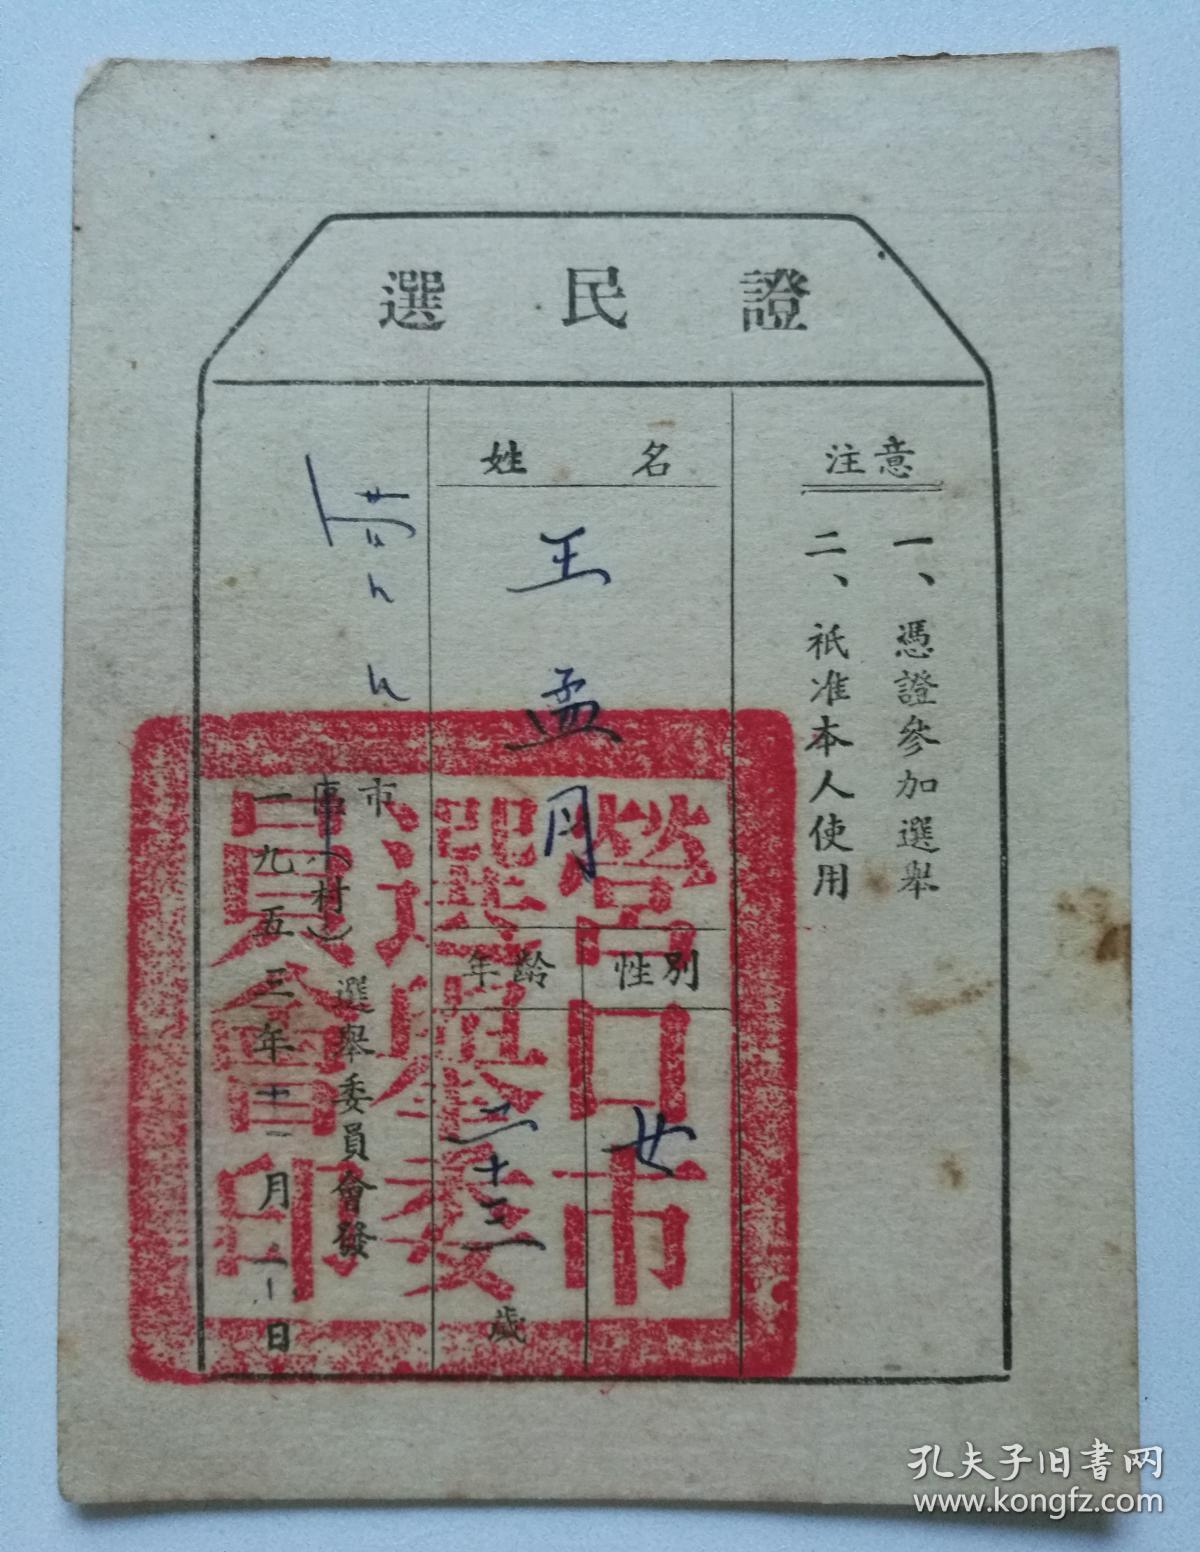 選民證
注意
一、憑證參加選舉
二、祇准本人使用
姓名
王孟月
性別
女
年齡
二十三歲
市
區(村)
選舉委員會發
一九五三年十一月
日
營口市
選舉委
員會印
孔夫子旧書网
www.kongfz.com